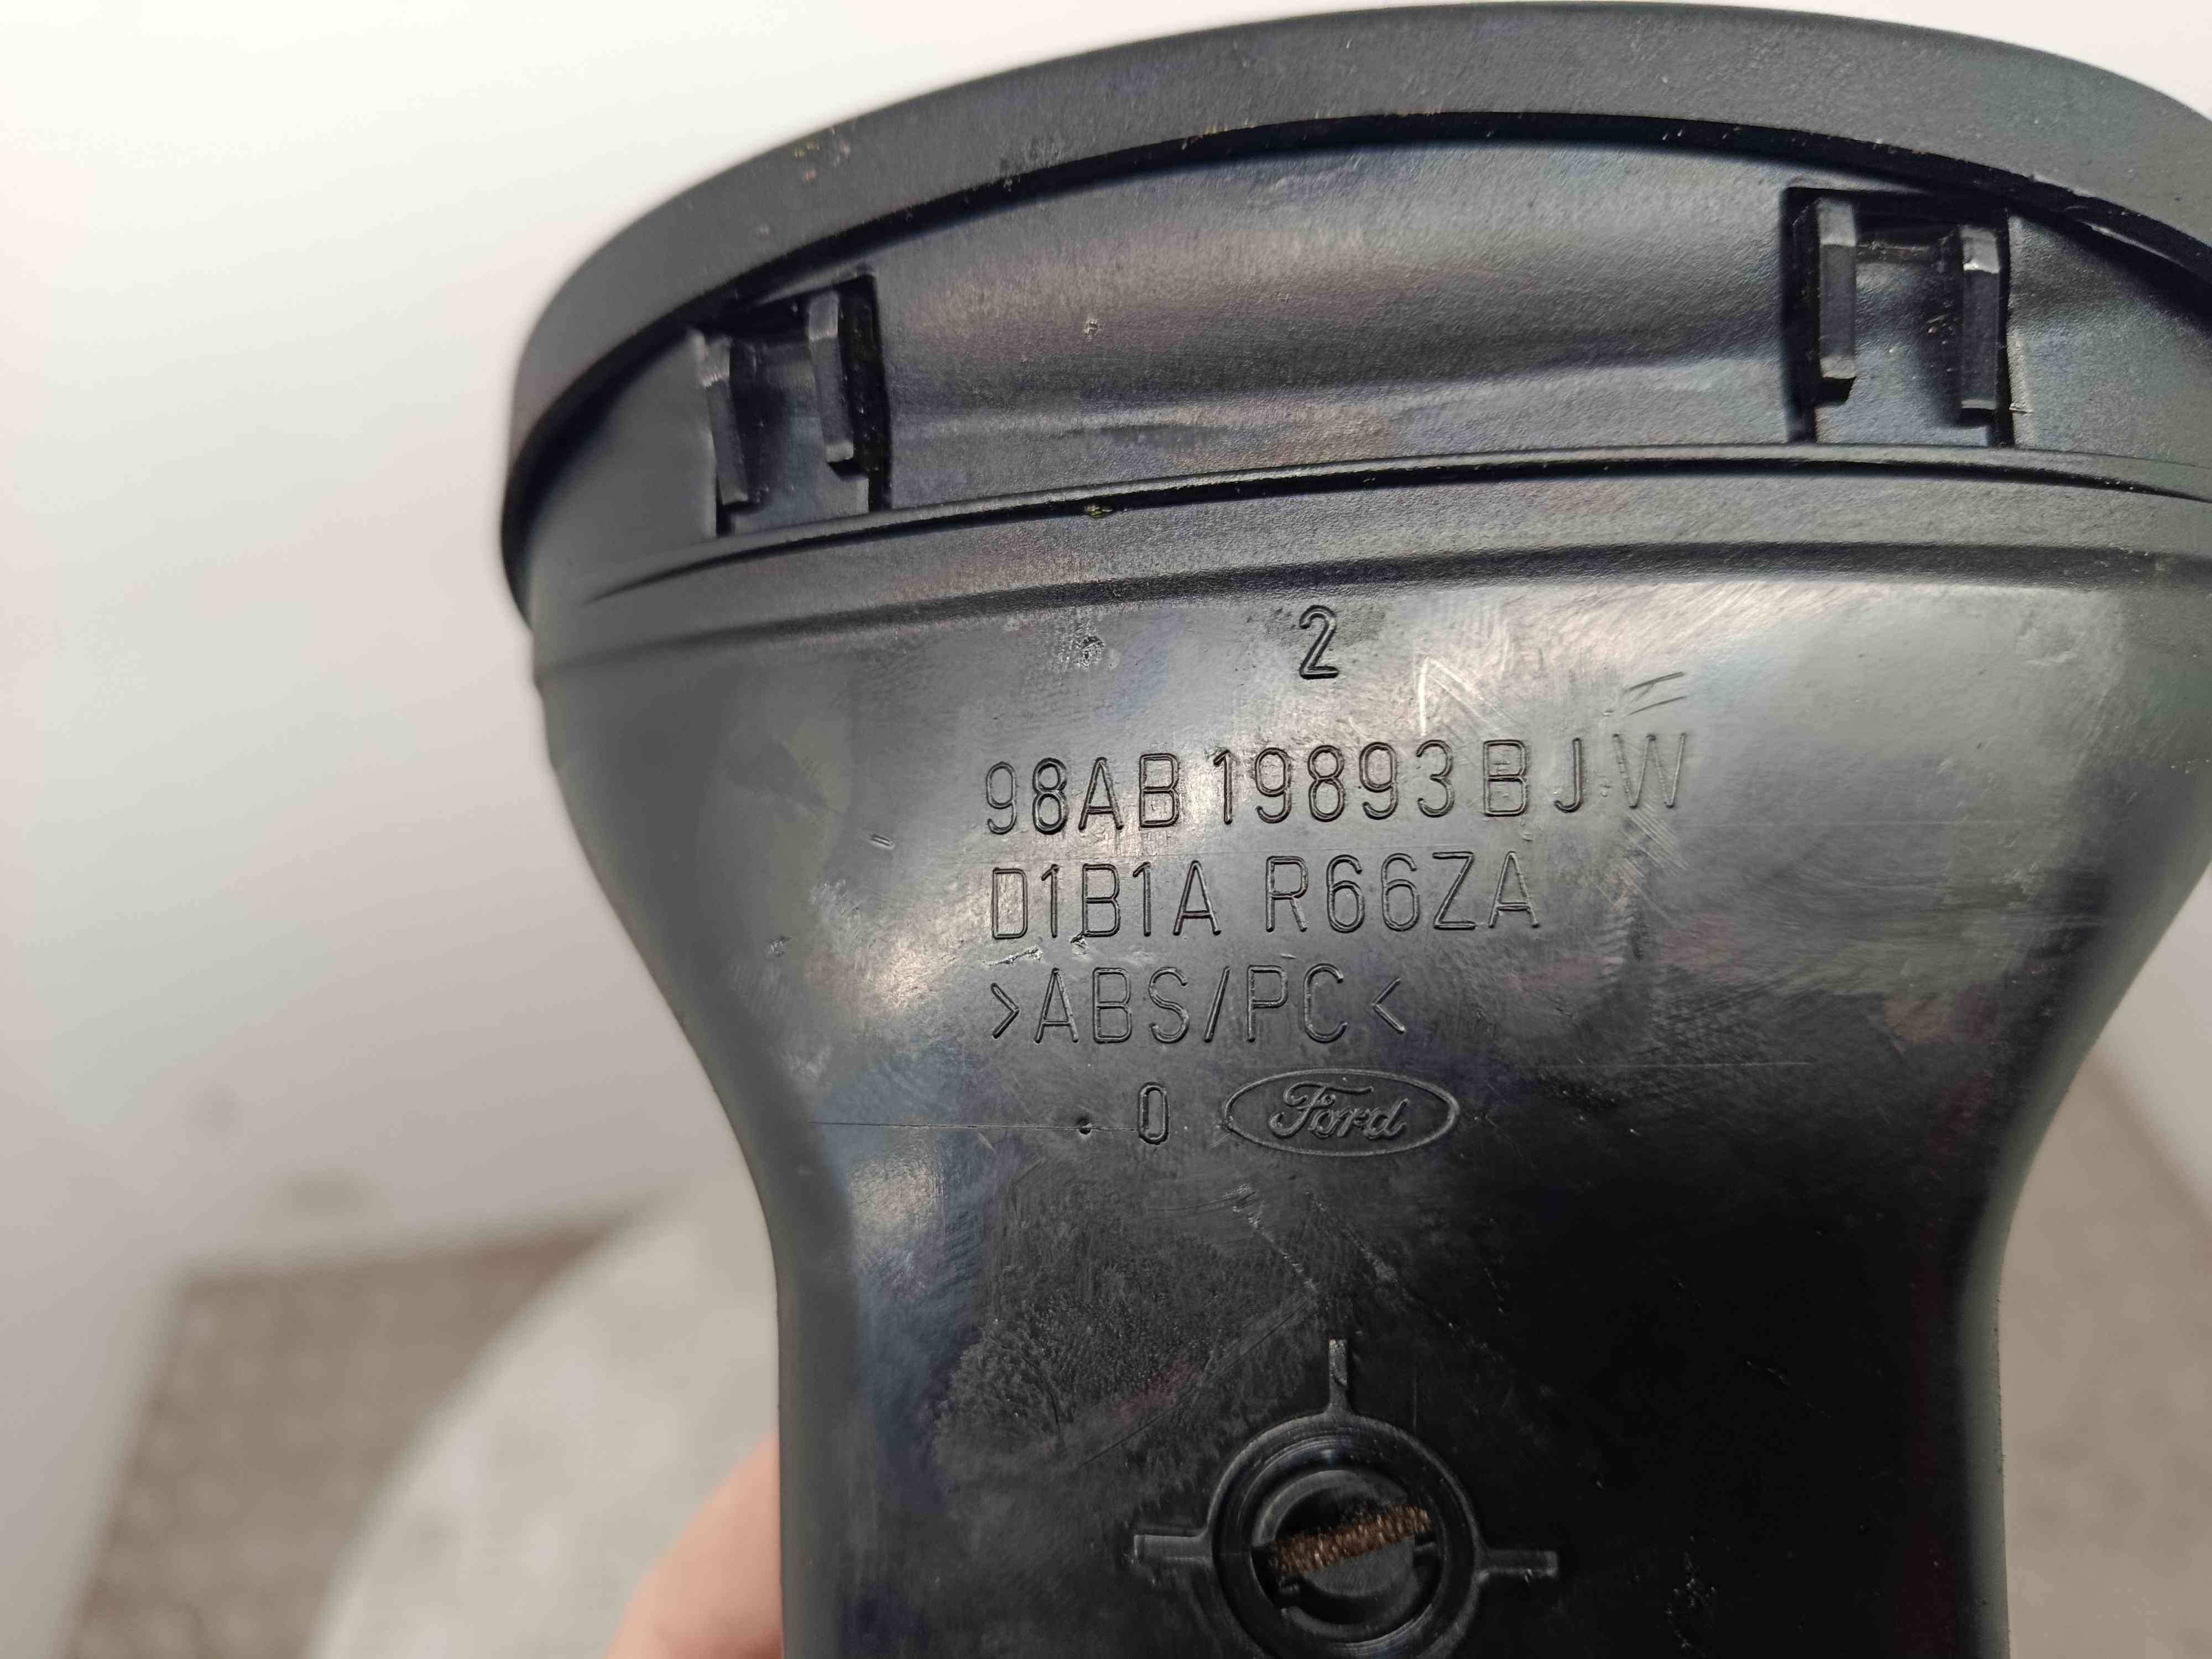 2
98AB 19893 BJW
D1B1A R66ZA
>ABS/PC<
. 0 Ford